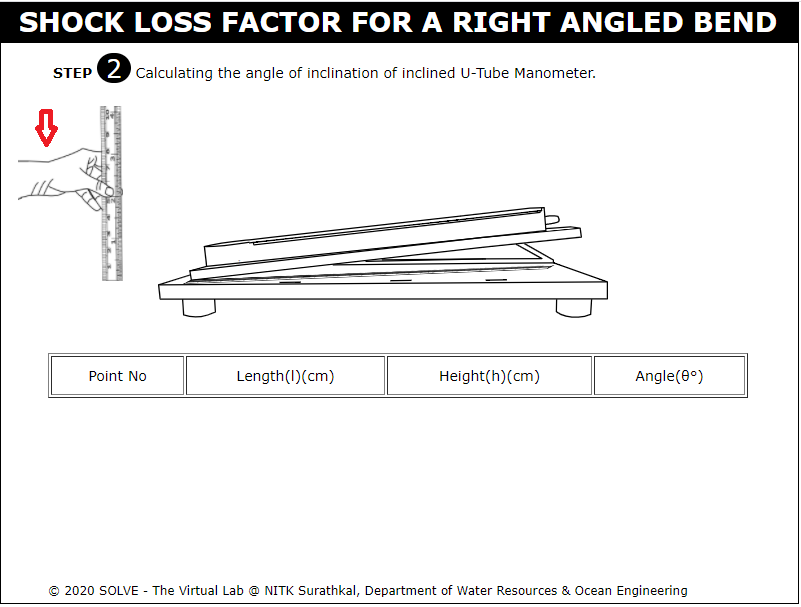 SHOCK LOSS FACTOR FOR A RIGHT ANGLED BEND
STEP 2 Calculating the angle of inclination of inclined U-Tube Manometer.
Point No Length(l)(cm) Height(h)(cm) Angle(θ°)
© 2020 SOLVE - The Virtual Lab @ NITK Surathkal, Department of Water Resources & Ocean Engineering